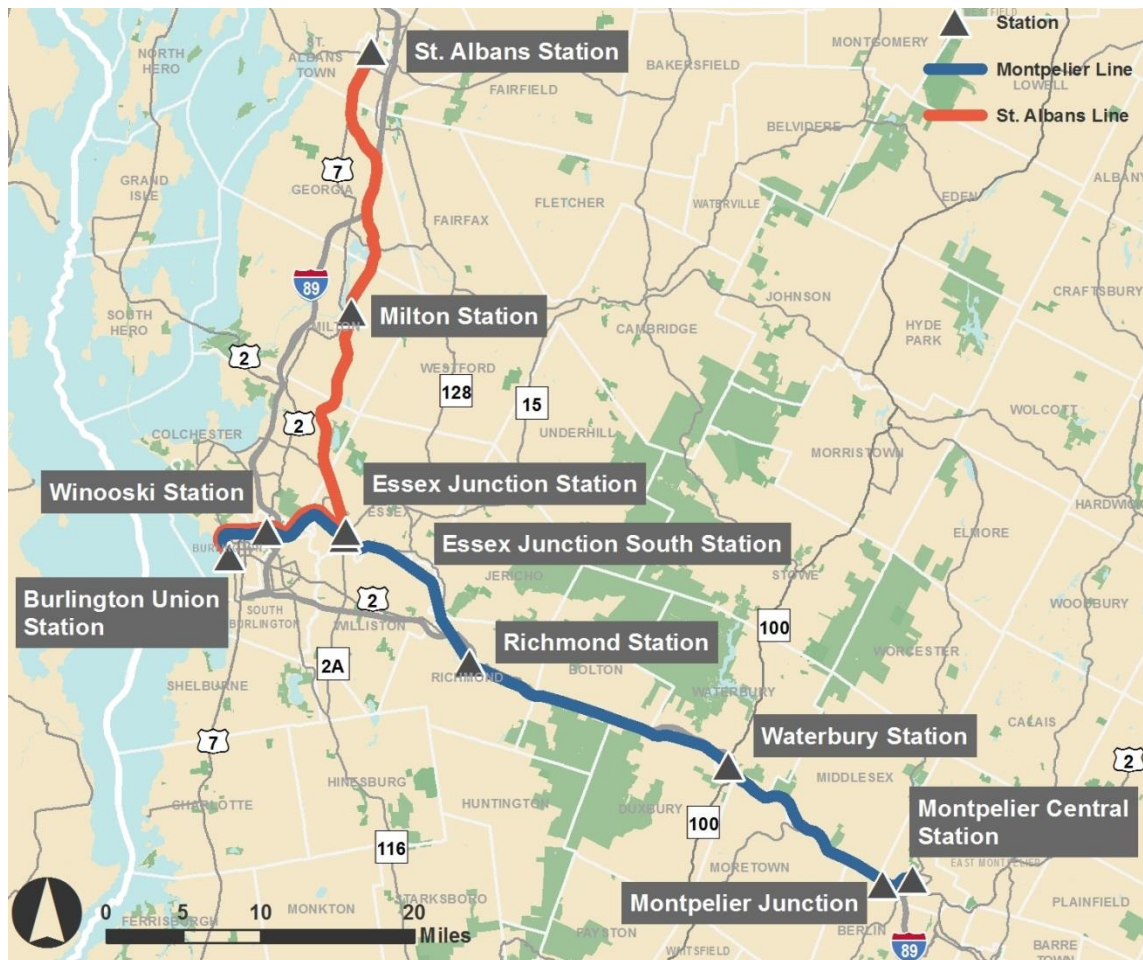 WESTFIELD
Station
MONTGOMERY
NORTH
HERO
ST.
ALBANS
TOWN
St. Albans Station
BAKERSFIELD
Montpelier Line
LOWELL
FAIRFIELD
St. Albans Line
BELVIDERE
7
GRAND
ISLE
GEORGIA
FLETCHER
WATERVILLE
EDEN
ALBANY
FAIRFAX
89
SOUTH
HERO
MILTON
Milton Station
JOHNSON
CRAFTSBURY
CAMBRIDGE
HYDE
PARK
2
WESTFORD
128
15
2
WOLCOTT
COLCHESTER
UNDERHILL
MORRISTOWN
Winooski Station
Essex Junction Station
ESSEX
HARDWICK
ELMORE
Essex Junction South Station
JERICHO
STOWE
Burlington Union
Station
SOUTH
BURLINGTON
2
WILLISTON
WOODBURY
100
Richmond Station
WORCESTER
2A
RICHMOND
BOLTON
SHELBURNE
WATERBURY
CALAIS
7
Waterbury Station
2
HINESBURG
MIDDLESEX
CHARLOTTE
HUNTINGTON
DUXBURY
100
Montpelier Central
Station
116
MORETOWN
EAST MONTPELIER
Montpelier Junction
STARKSBORO
PLAINFIELD
0 5 10 20
Miles
FERRISBURGH
MONKTON
FAYSTON
WAITSFIELD
BERLIN
89
BARRE
TOWN